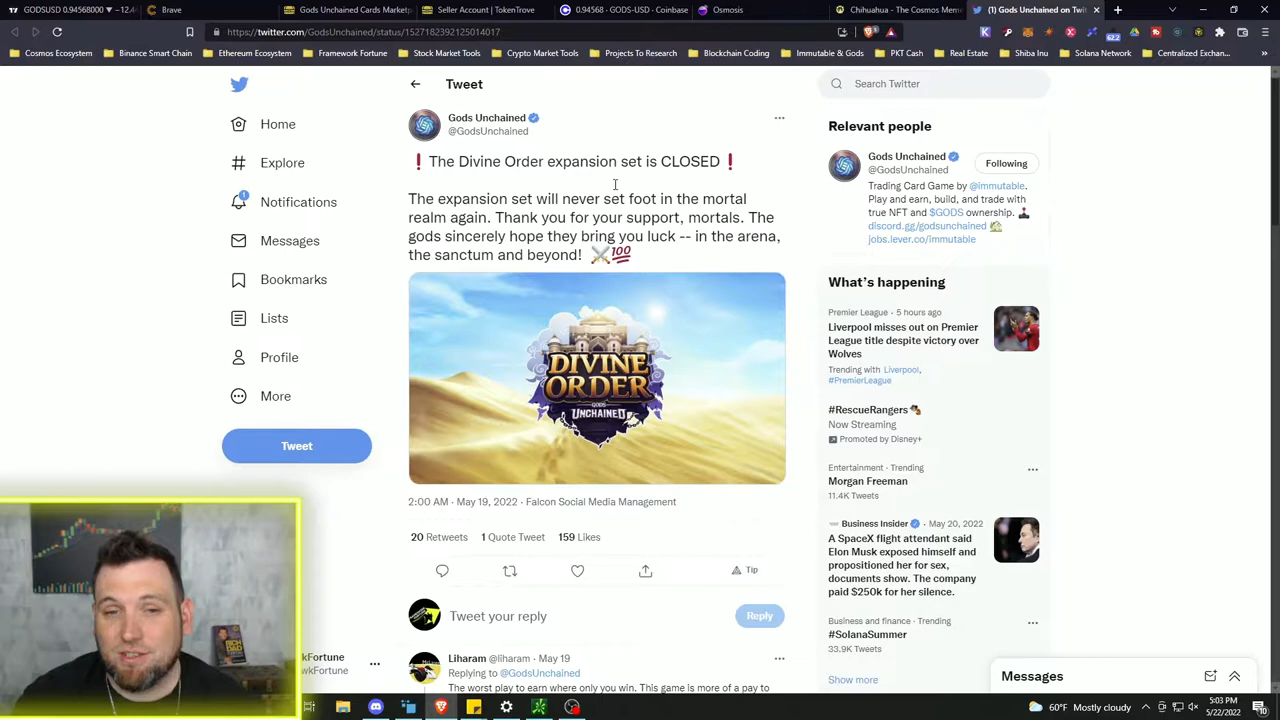 GODSUSD 0.94568000 ▼ −12.4
Brave
Gods Unchained Cards Marketp
Seller Account | TokenTrove
0.94568 · GODS-USD · Coinbase
Osmosis
Chihuahua - The Cosmos Mem
(1) Gods Unchained on Twit
https://twitter.com/GodsUnchained/status/1527182392125014017
Cosmos Ecosystem
Binance Smart Chain
Ethereum Ecosystem
Framework Fortune
Stock Market Tools
Crypto Market Tools
Projects To Research
Blockchain Coding
Immutable & Gods
PKT Cash
Real Estate
Shiba Inu
Solana Network
Centralized Exchan...
Home
Explore
Notifications
Messages
Bookmarks
Lists
Profile
More
Tweet
Tweet
Gods Unchained
@GodsUnchained
❗ The Divine Order expansion set is CLOSED ❗
The expansion set will never set foot in the mortal
realm again. Thank you for your support, mortals. The
gods sincerely hope they bring you luck -- in the arena,
the sanctum and beyond! ⚔️💯
DIVINE
ORDER
GODS
UNCHAINED
2:00 AM · May 19, 2022 · Falcon Social Media Management
20 Retweets 1 Quote Tweet 159 Likes
Tip
Tweet your reply
Reply
Liharam @liharam · May 19
Replying to @GodsUnchained
The worst play to earn where only you win. This game is more of a pay to
Search Twitter
Relevant people
Gods Unchained
@GodsUnchained
Following
Trading Card Game by @immutable.
Play and earn, build, and trade with
true NFT and $GODS ownership.
discord.gg/godsunchained
jobs.lever.co/immutable
What's happening
Premier League · 5 hours ago
Liverpool misses out on Premier
League title despite victory over
Wolves
Trending with Liverpool,
#PremierLeague
#RescueRangers
Now Streaming
Promoted by Disney+
Entertainment · Trending
Morgan Freeman
11.4K Tweets
Business Insider · May 20, 2022
A SpaceX flight attendant said
Elon Musk exposed himself and
propositioned her for sex,
documents show. The company
paid $250k for her silence.
Business and finance · Trending
#SolanaSummer
33.9K Tweets
Show more
Messages
RICH
DAD
kFortune
wkFortune
60°F Mostly cloudy
5:03 PM
5/22/2022